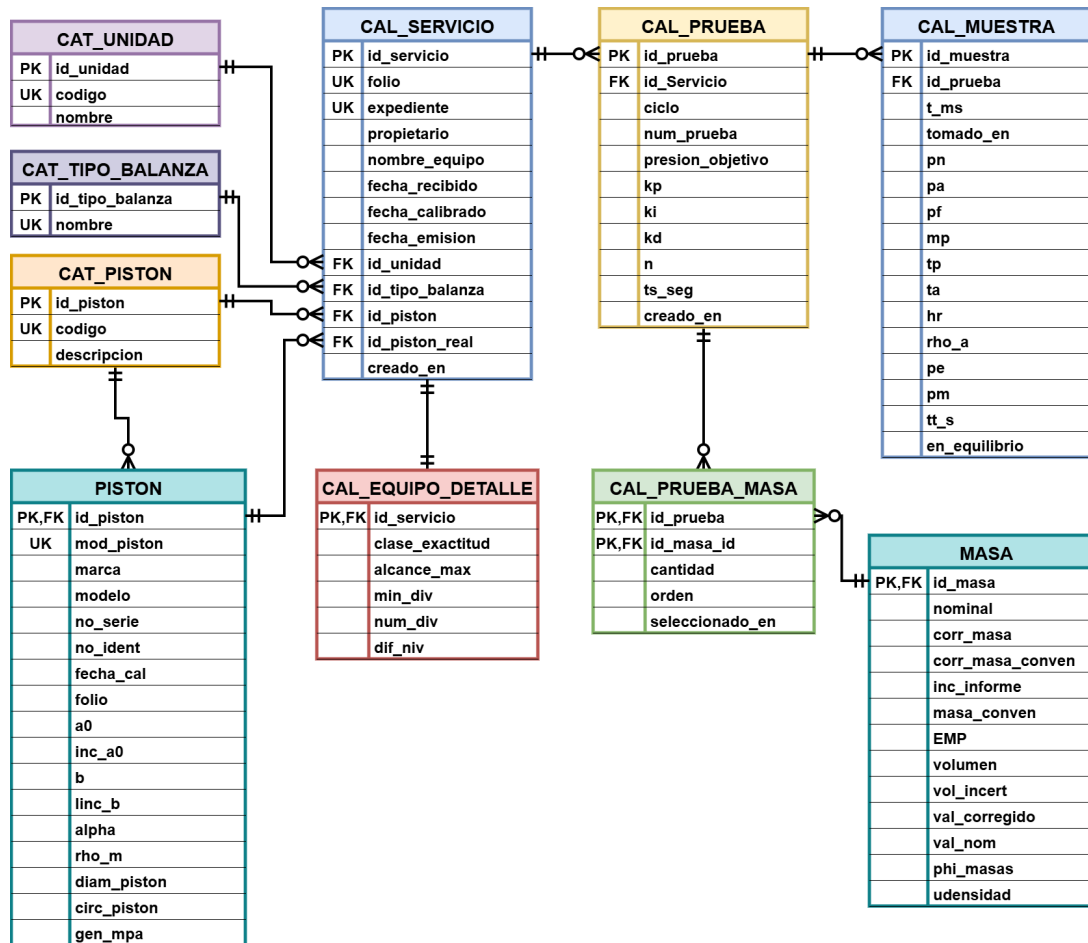 CAT_UNIDAD
PK id_unidad
UK codigo
nombre
CAT_TIPO_BALANZA
PK id_tipo_balanza
UK nombre
CAT_PISTON
PK id_piston
UK codigo
descripcion
PISTON
PK,FK id_piston
UK mod_piston
marca
modelo
no_serie
no_ident
fecha_cal
folio
a0
inc_a0
b
linc_b
alpha
rho_m
diam_piston
circ_piston
gen_mpa
CAL_SERVICIO
PK id_servicio
UK folio
UK expediente
propietario
nombre_equipo
fecha_recibido
fecha_calibrado
fecha_emision
FK id_unidad
FK id_tipo_balanza
FK id_piston
FK id_piston_real
creado_en
CAL_EQUIPO_DETALLE
PK,FK id_servicio
clase_exactitud
alcance_max
min_div
num_div
dif_niv
CAL_PRUEBA
PK id_prueba
FK id_Servicio
ciclo
num_prueba
presion_objetivo
kp
ki
kd
n
ts_seg
creado_en
CAL_PRUEBA_MASA
PK,FK id_prueba
PK,FK id_masa_id
cantidad
orden
seleccionado_en
CAL_MUESTRA
PK id_muestra
FK id_prueba
t_ms
tomado_en
pn
pa
pf
mp
tp
ta
hr
rho_a
pe
pm
tt_s
en_equilibrio
MASA
PK,FK id_masa
nominal
corr_masa
corr_masa_conven
inc_informe
masa_conven
EMP
volumen
vol_incert
val_corregido
val_nom
phi_masas
udensidad